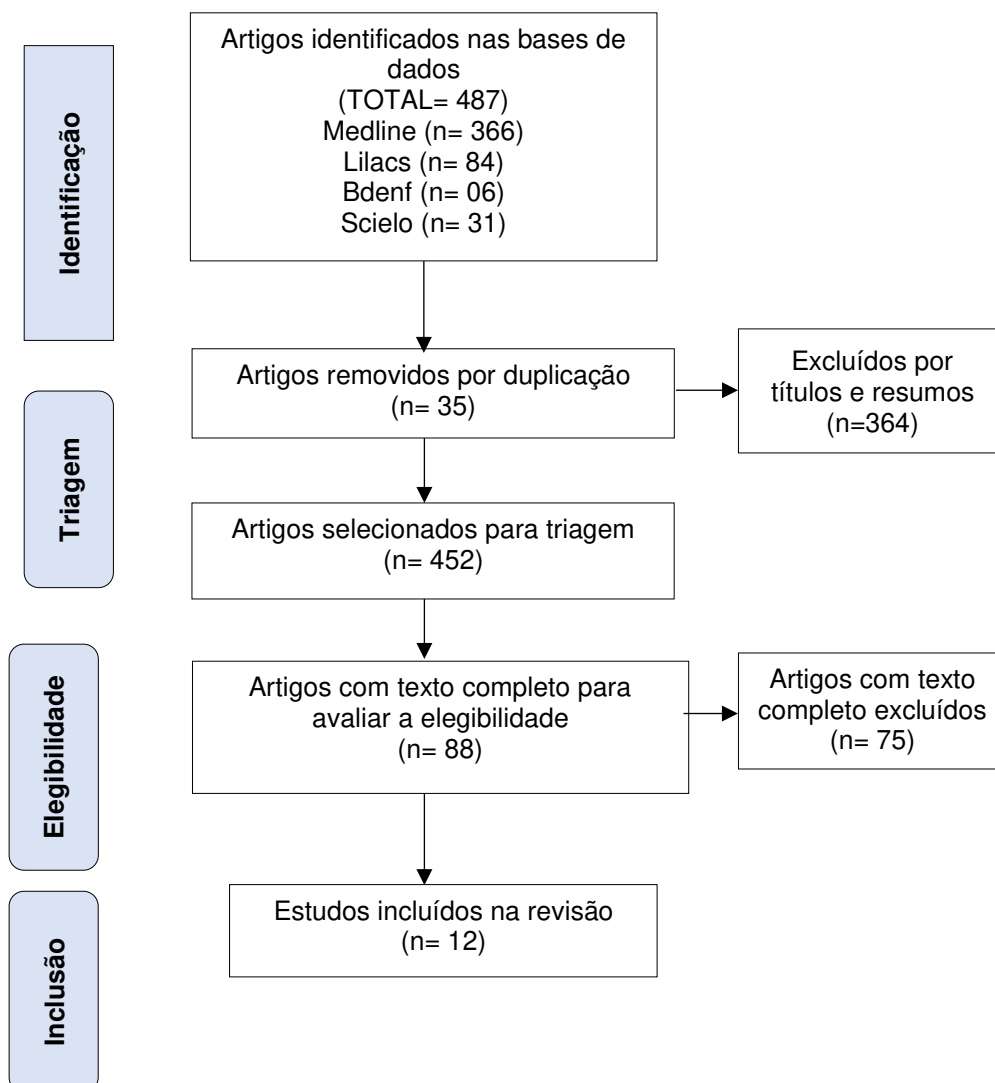 Identificação
Artigos identificados nas bases de
dados
(TOTAL= 487)
Medline (n= 366)
Lilacs (n= 84)
Bdenf (n= 06)
Scielo (n= 31)
Triagem
Artigos removidos por duplicação
(n= 35)
Excluídos por
títulos e resumos
(n=364)
Artigos selecionados para triagem
(n= 452)
Elegibilidade
Artigos com texto completo para
avaliar a elegibilidade
(n= 88)
Artigos com texto
completo excluídos
(n= 75)
Inclusão
Estudos incluídos na revisão
(n= 12)